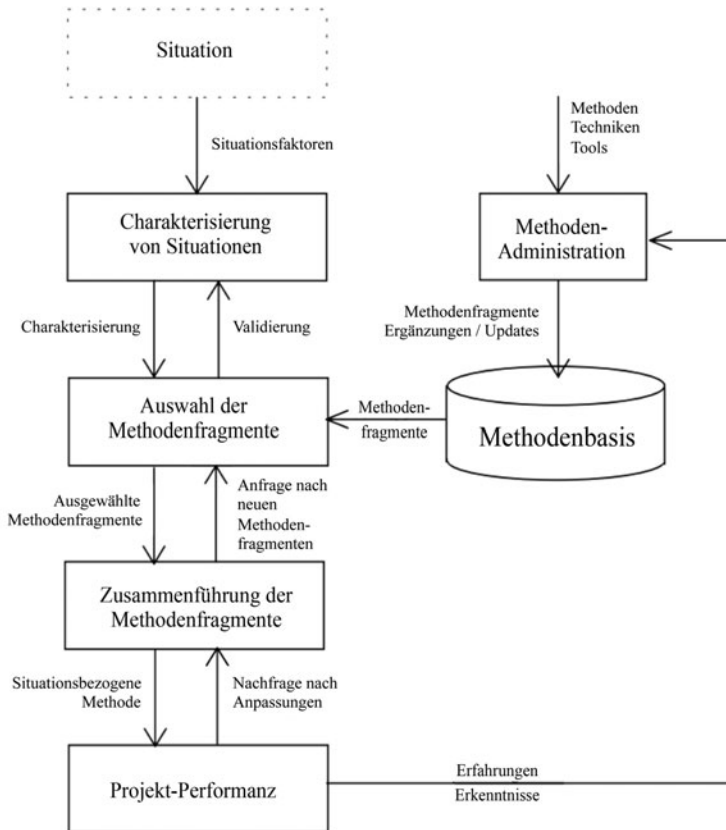 Situation
Situationsfaktoren
Methoden
Techniken
Tools
Charakterisierung
von Situationen
Methoden-
Administration
Charakterisierung
Validierung
Methodenfragmente
Ergänzungen / Updates
Auswahl der
Methodenfragmente
Methoden-
fragmente
Methodenbasis
Ausgewählte
Methodenfragmente
Anfrage nach
neuen
Methoden-
fragmenten
Zusammenführung der
Methodenfragmente
Situationsbezogene
Methode
Nachfrage nach
Anpassungen
Projekt-Performanz
Erfahrungen
Erkenntnisse